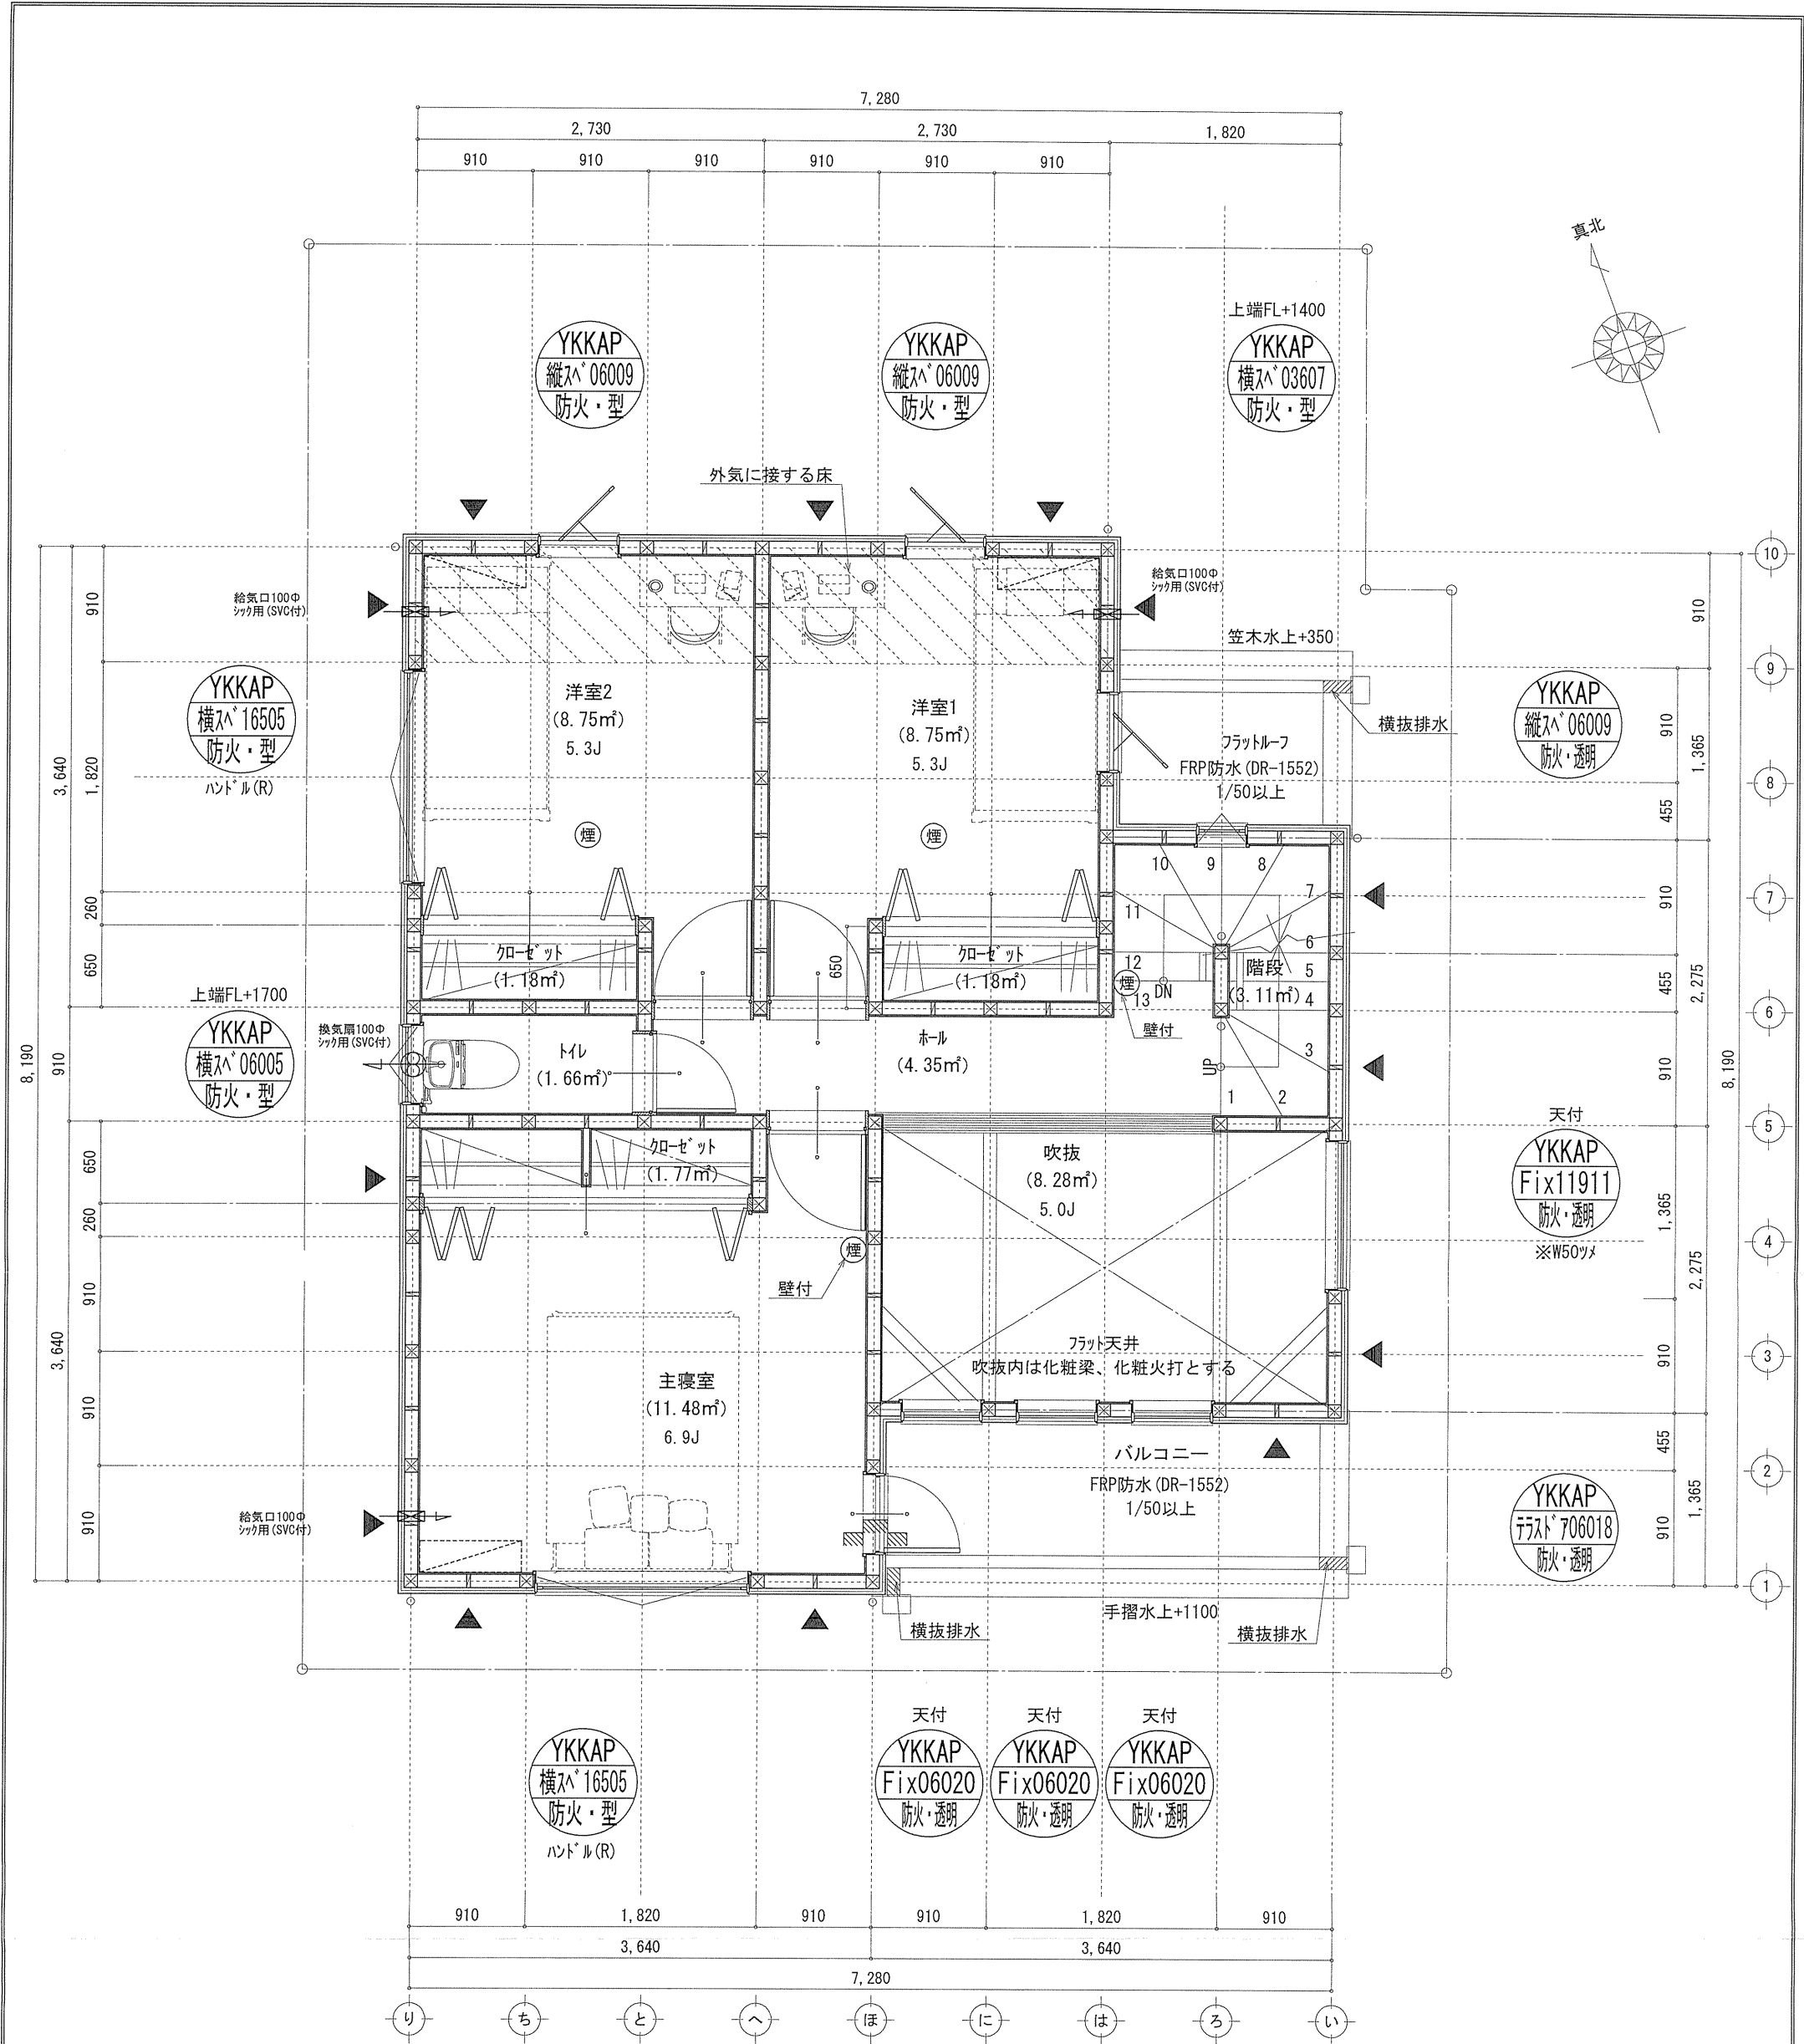 7,280
2,730
2,730
1,820
910
910
910
910
910
910
真北
上端FL+1400
YKKAP
縦スベ06009
防火・型
YKKAP
縦スベ06009
防火・型
YKKAP
横スベ03607
防火・型
外気に接する床
10
給気口100Φ
シック用(SVC付)
給気口100Φ
シック用(SVC付)
910
910
笠木水上+350
9
YKKAP
横スベ16505
防火・型
ハンドル(R)
洋室2
(8.75㎡)
5.3J
洋室1
(8.75㎡)
5.3J
YKKAP
縦スベ06009
防火・透明
横抜排水
フラットルーフ
FRP防水(DR-1552)
1/50以上
910
1,365
8
455
3,640
1,820
煙
煙
10
9
8
7
11
6
12
5
13
4
3
1
2
910
7
260
650
650
クローゼット
(1.18㎡)
クローゼット
(1.18㎡)
煙
DN
階段
(3.11㎡)
壁付
UP
455
2,275
6
上端FL+1700
YKKAP
横スベ06005
防火・型
換気扇100Φ
シック用(SVC付)
トイレ
(1.66㎡)
ホール
(4.35㎡)
8,190
910
910
8,190
5
天付
YKKAP
Fix11911
防火・透明
※W50ツメ
650
クローゼット
(1.77㎡)
吹抜
(8.28㎡)
5.0J
260
煙
壁付
1,365
4
2,275
910
3,640
フラット天井
吹抜内は化粧梁、化粧火打とする
910
3
主寝室
(11.48㎡)
6.9J
910
バルコニー
FRP防水(DR-1552)
1/50以上
455
2
YKKAP
テラスドア06018
防火・透明
910
1,365
給気口100Φ
シック用(SVC付)
910
1
手摺水上+1100
横抜排水
横抜排水
天付
天付
天付
YKKAP
横スベ16505
防火・型
ハンドル(R)
YKKAP
Fix06020
防火・透明
YKKAP
Fix06020
防火・透明
YKKAP
Fix06020
防火・透明
910
1,820
910
910
1,820
910
3,640
3,640
7,280
り
ち
と
へ
ほ
に
は
ろ
い